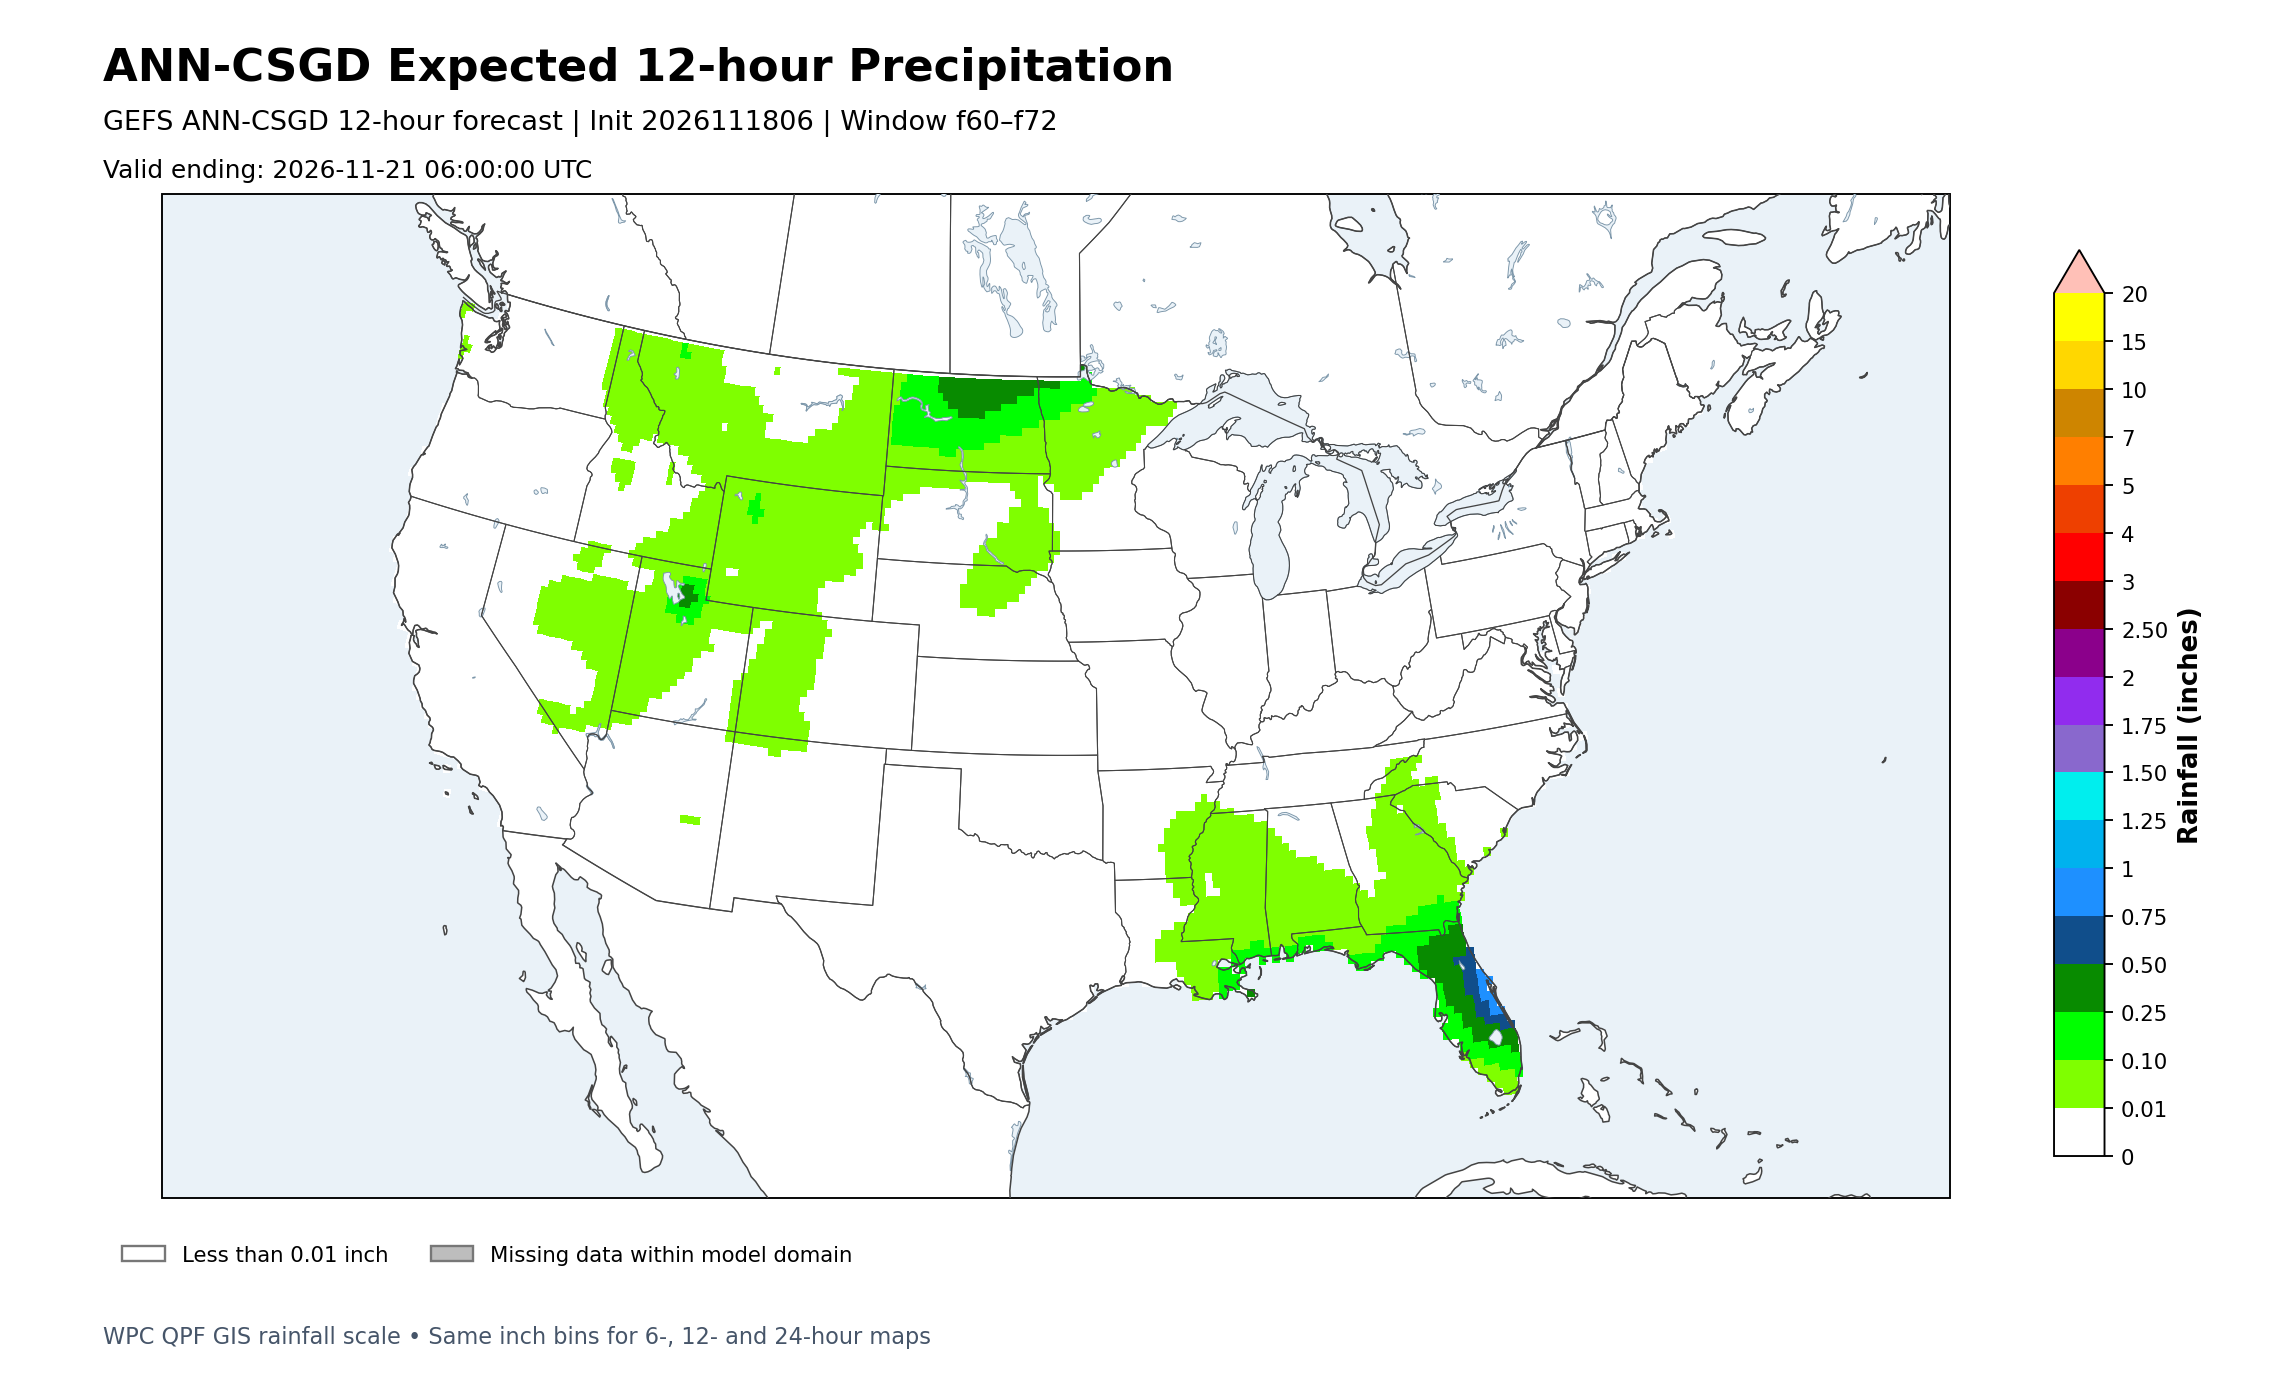 ANN-CSGD Expected 12-hour Precipitation
GEFS ANN-CSGD 12-hour forecast | Init 2026111806 | Window f60–f72
Valid ending: 2026-11-21 06:00:00 UTC
20
15
10
7
5
4
3
2.50
2
1.75
1.50
1.25
1
0.75
0.50
0.25
0.10
0.01
0
Rainfall (inches)
Less than 0.01 inch
Missing data within model domain
WPC QPF GIS rainfall scale • Same inch bins for 6-, 12- and 24-hour maps